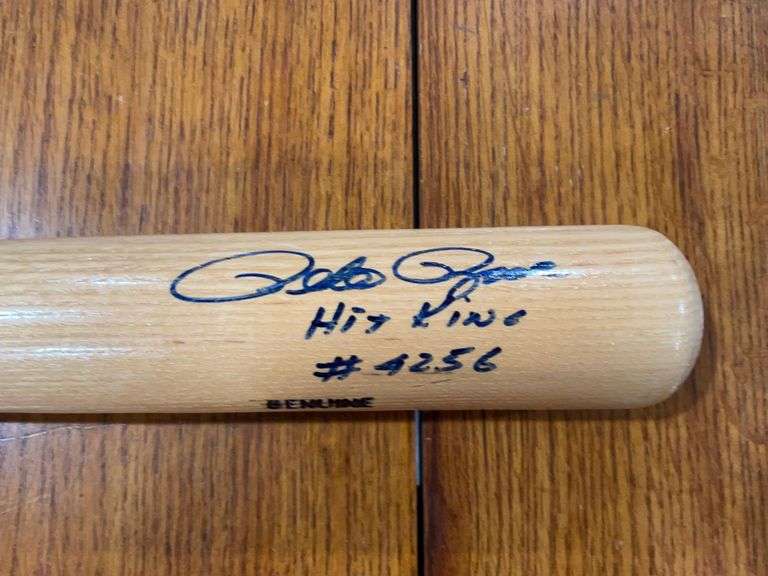 Pete Rose
Hit King
# 4256
GENUINE